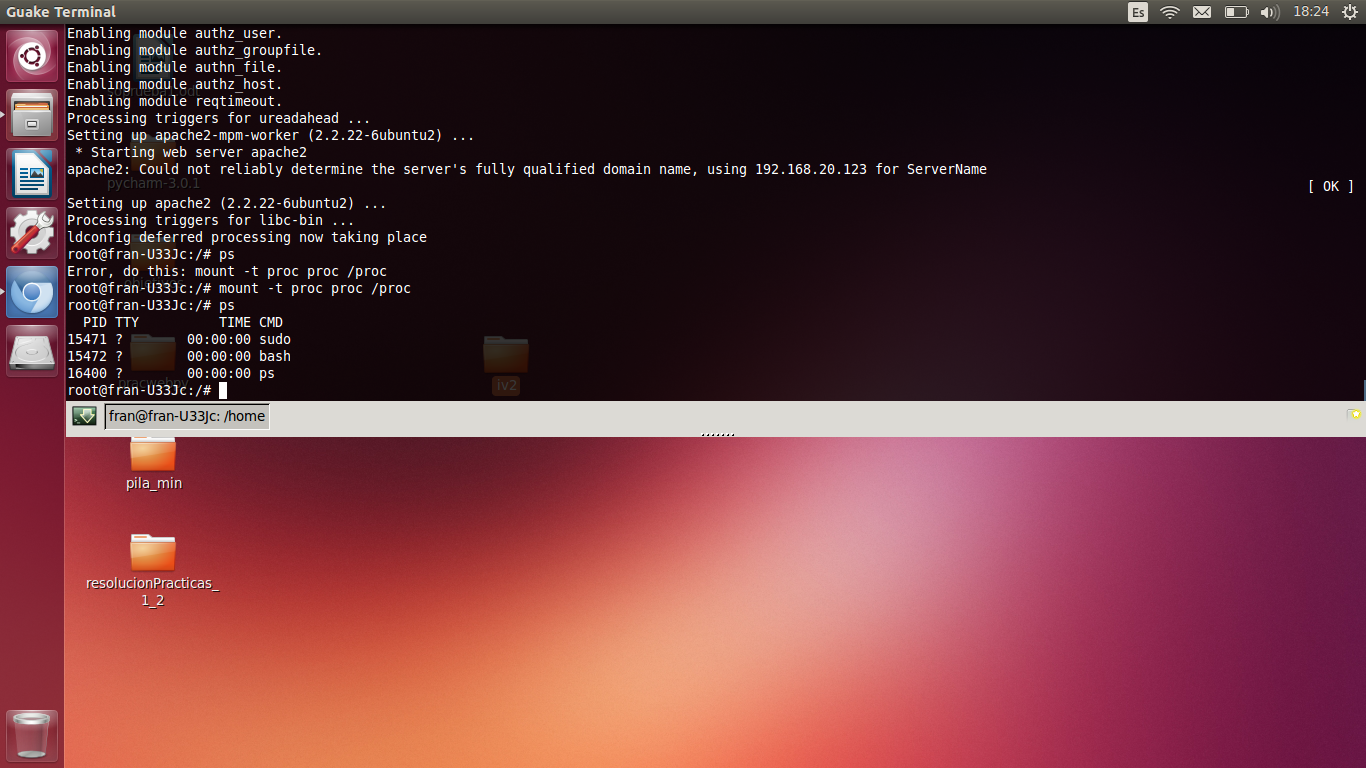 Guake Terminal
Es
18:24
Enabling module authz_user.
Enabling module authz_groupfile.
Enabling module authn_file.
Enabling module authz_host.
Enabling module reqtimeout.
Processing triggers for ureadahead ...
Setting up apache2-mpm-worker (2.2.22-6ubuntu2) ...
 * Starting web server apache2
apache2: Could not reliably determine the server's fully qualified domain name, using 192.168.20.123 for ServerName
pycharm-3.0.1
[ OK ]
Setting up apache2 (2.2.22-6ubuntu2) ...
Processing triggers for libc-bin ...
ldconfig deferred processing now taking place
root@fran-U33Jc:/# ps
Error, do this: mount -t proc proc /proc
root@fran-U33Jc:/# mount -t proc proc /proc
root@fran-U33Jc:/# ps
  PID TTY          TIME CMD
15471 ?        00:00:00 sudo
15472 ?        00:00:00 bash
16400 ?        00:00:00 ps
root@fran-U33Jc:/#
iv2
fran@fran-U33Jc: /home
pila_min
resolucionPracticas_
1_2